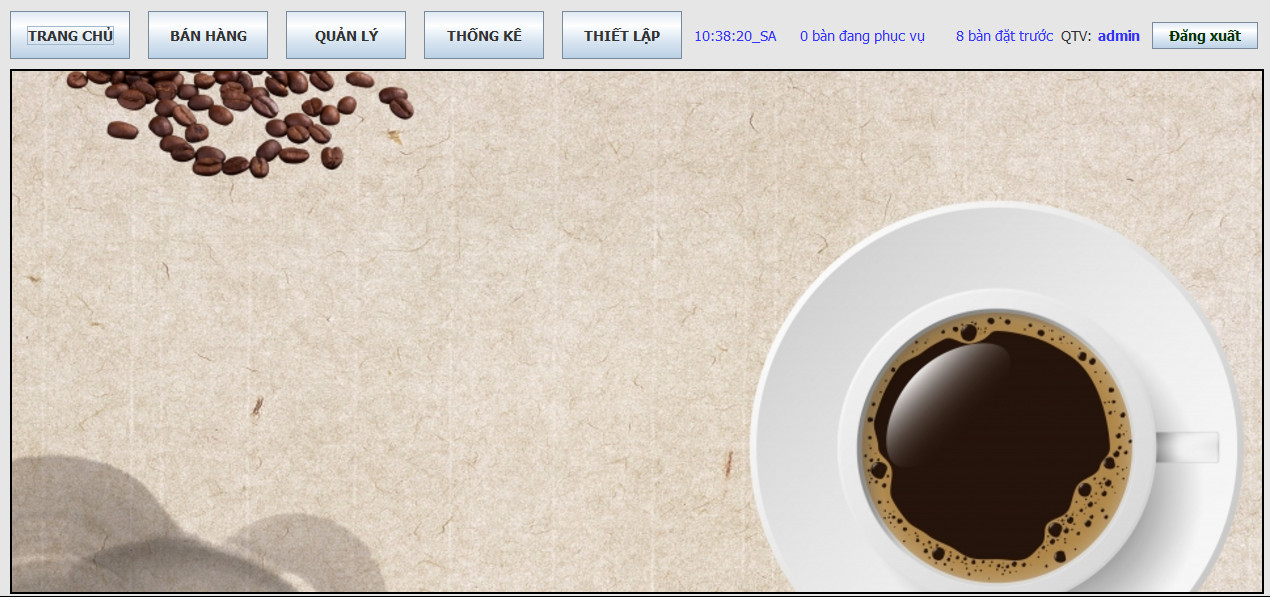 TRANG CHỦ BÁN HÀNG QUẢN LÝ THỐNG KÊ THIẾT LẬP 10:38:20_SA 0 bàn đang phục vụ 8 bàn đặt trước QTV: admin Đăng xuất